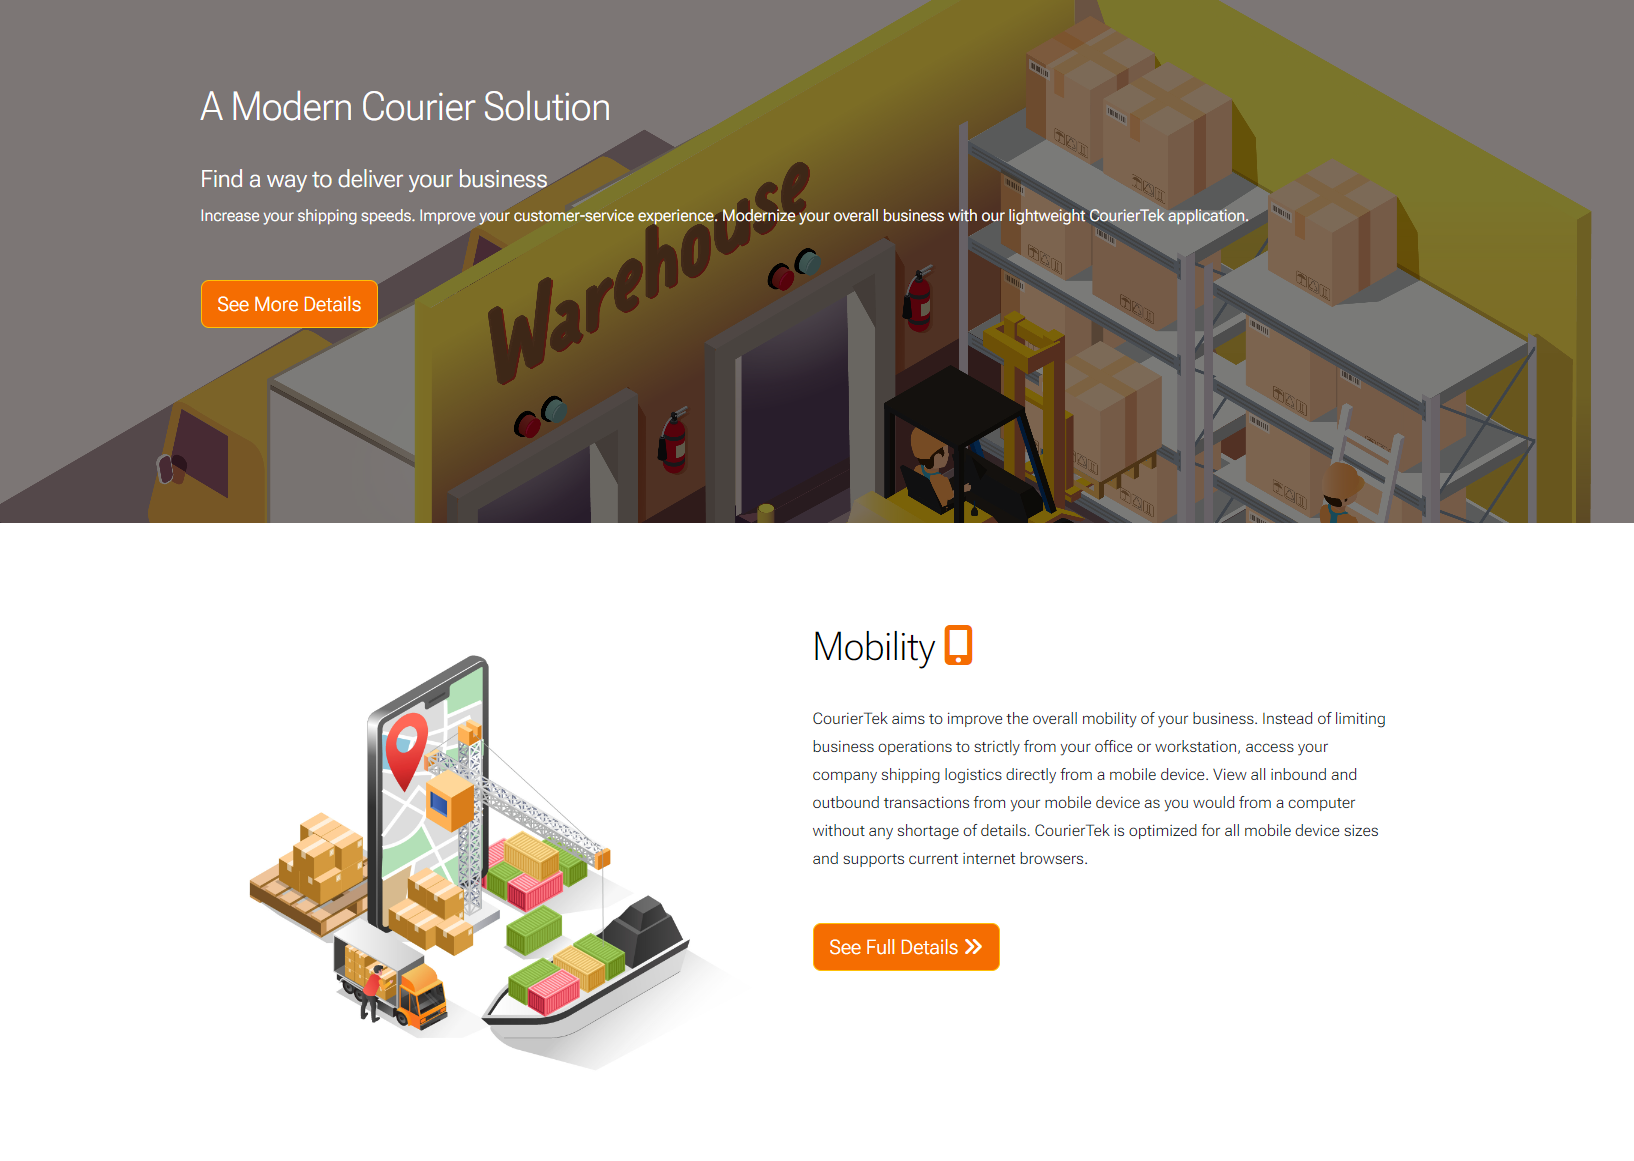 A Modern Courier Solution
Find a way to deliver your business
Increase your shipping speeds. Improve your customer-service experience. Modernize your overall business with our lightweight CourierTek application.
Warehouse
See More Details
Mobility
CourierTek aims to improve the overall mobility of your business. Instead of limiting
business operations to strictly from your office or workstation, access your
company shipping logistics directly from a mobile device. View all inbound and
outbound transactions from your mobile device as you would from a computer
without any shortage of details. CourierTek is optimized for all mobile device sizes
and supports current internet browsers.
See Full Details